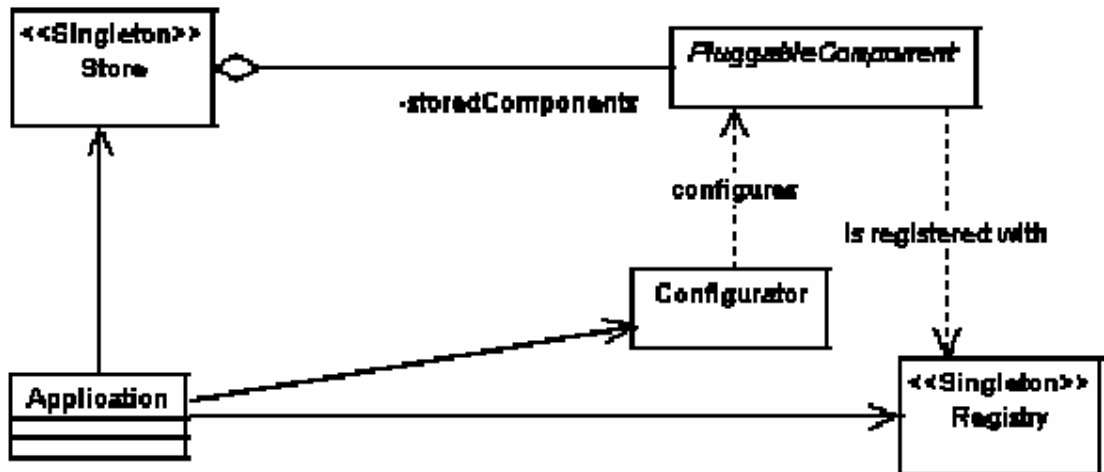 <<Singleton>>
Store
PluggableComponent
-storedComponents
configures
is registered with
Configurator
Application
<<Singleton>>
Registry